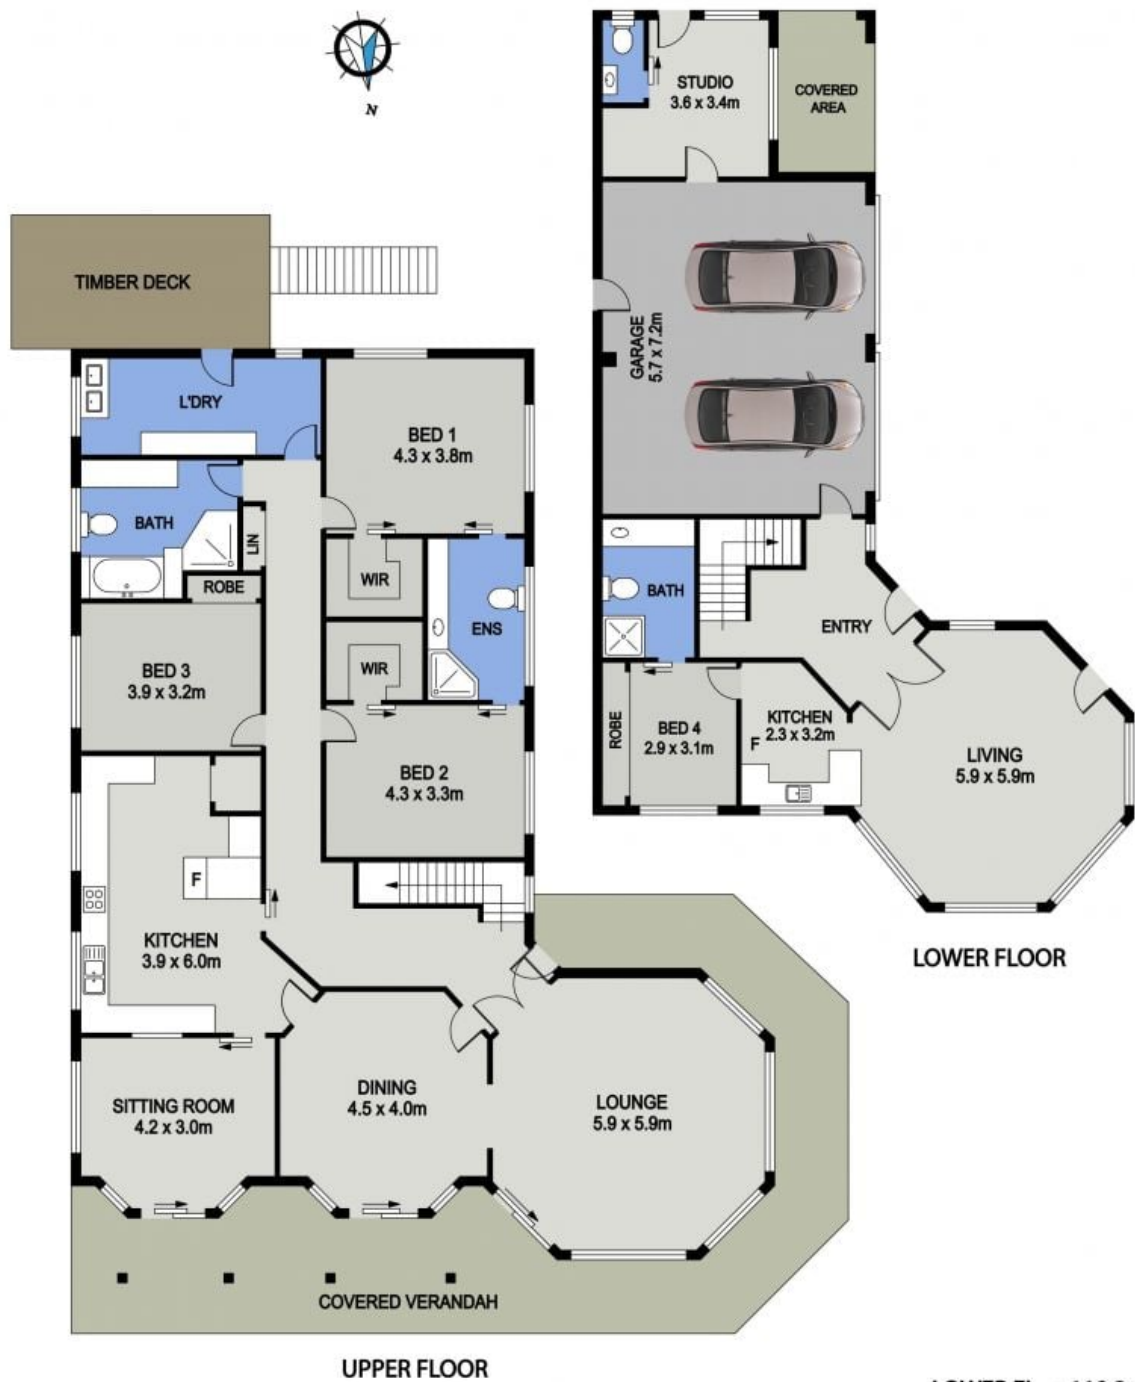 N
STUDIO
3.6 x 3.4m
COVERED
AREA
GARAGE
5.7 x 7.2m
BATH
ENTRY
ROBE
BED 4
2.9 x 3.1m
KITCHEN
2.3 x 3.2m
F
LIVING
5.9 x 5.9m
LOWER FLOOR
TIMBER DECK
L'DRY
BED 1
4.3 x 3.8m
BATH
LIN
ROBE
WIR
ENS
WIR
BED 3
3.9 x 3.2m
BED 2
4.3 x 3.3m
F
KITCHEN
3.9 x 6.0m
SITTING ROOM
4.2 x 3.0m
DINING
4.5 x 4.0m
LOUNGE
5.9 x 5.9m
COVERED VERANDAH
UPPER FLOOR